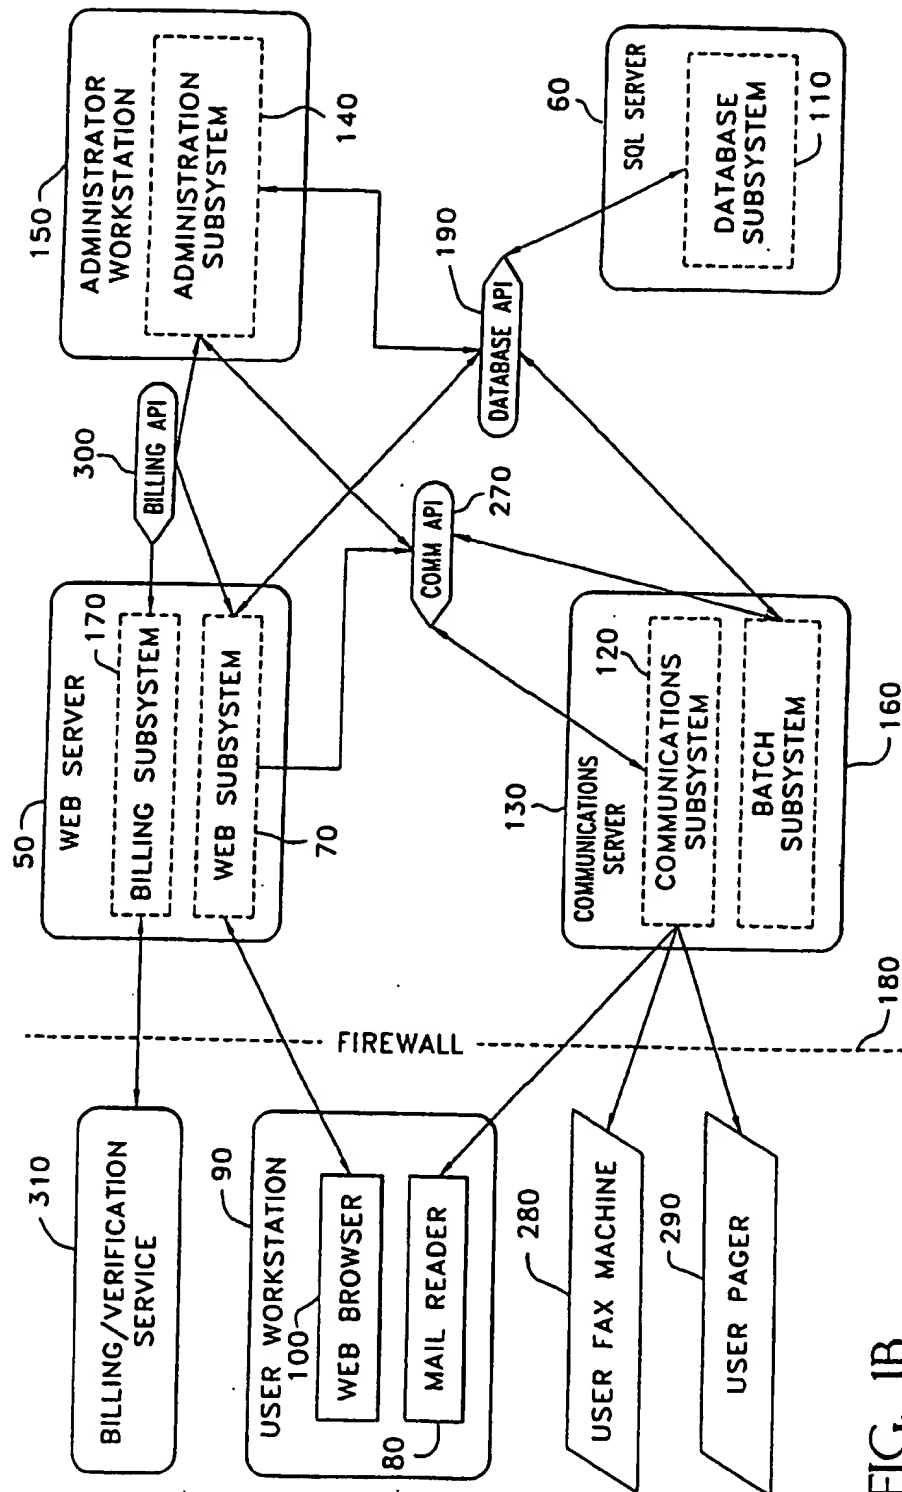 310
BILLING/VERIFICATION
SERVICE
90
USER WORKSTATION
100
WEB BROWSER
MAIL READER
80
280
USER FAX MACHINE
290
USER PAGER
FIREWALL
180
50
WEB SERVER
170
BILLING SUBSYSTEM
WEB SUBSYSTEM
70
130
COMMUNICATIONS
SERVER
120
COMMUNICATIONS
SUBSYSTEM
BATCH
SUBSYSTEM
160
300
BILLING API
COMM API
270
190
DATABASE API
150
ADMINISTRATOR
WORKSTATION
ADMINISTRATION
SUBSYSTEM
140
60
SQL SERVER
DATABASE
SUBSYSTEM
110
FIG. 1B